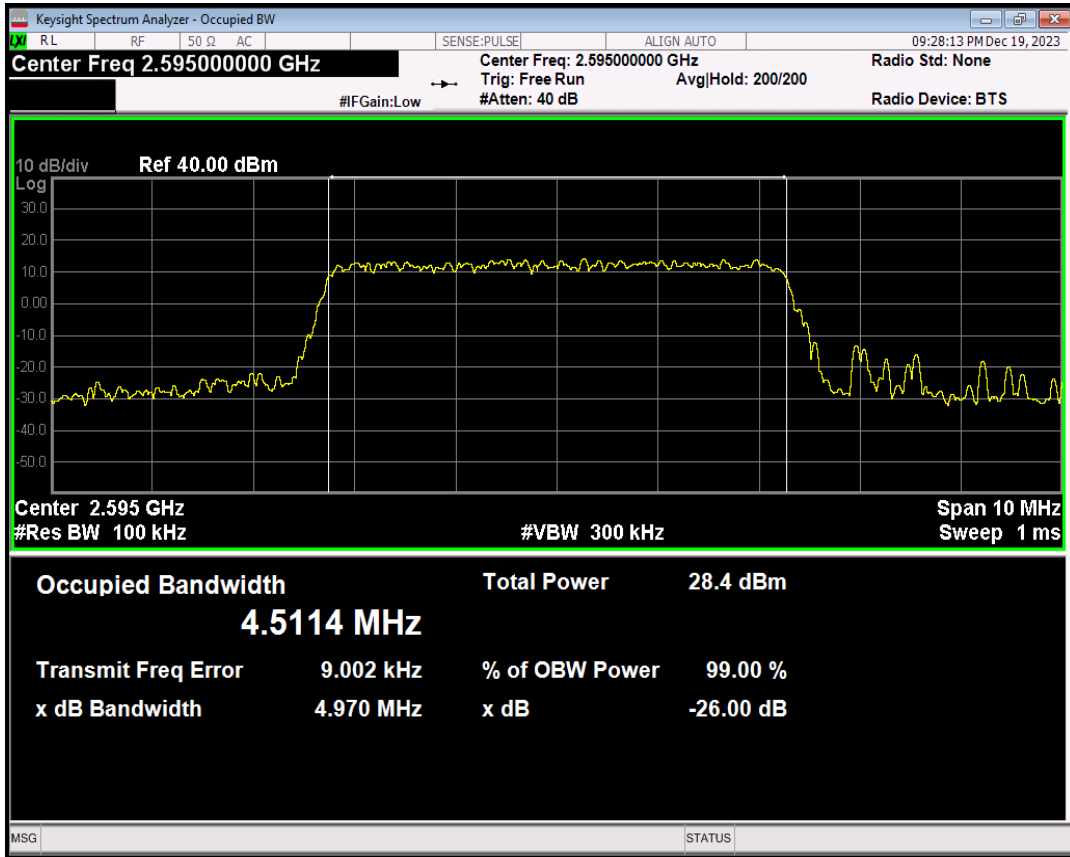 Keysight Spectrum Analyzer - Occupied BW
LXI RL RF 50 Ω AC SENSE:PULSE ALIGN AUTO 09:28:13 PM Dec 19, 2023
Center Freq 2.595000000 GHz Center Freq: 2.595000000 GHz Radio Std: None
Trig: Free Run Avg|Hold: 200/200
#IFGain:Low #Atten: 40 dB Radio Device: BTS
10 dB/div Ref 40.00 dBm
Log
30.0
20.0
10.0
0.00
-10.0
-20.0
-30.0
-40.0
-50.0
Center 2.595 GHz Span 10 MHz
#Res BW 100 kHz #VBW 300 kHz Sweep 1 ms
Occupied Bandwidth Total Power 28.4 dBm
4.5114 MHz
Transmit Freq Error 9.002 kHz % of OBW Power 99.00 %
x dB Bandwidth 4.970 MHz x dB -26.00 dB
MSG STATUS